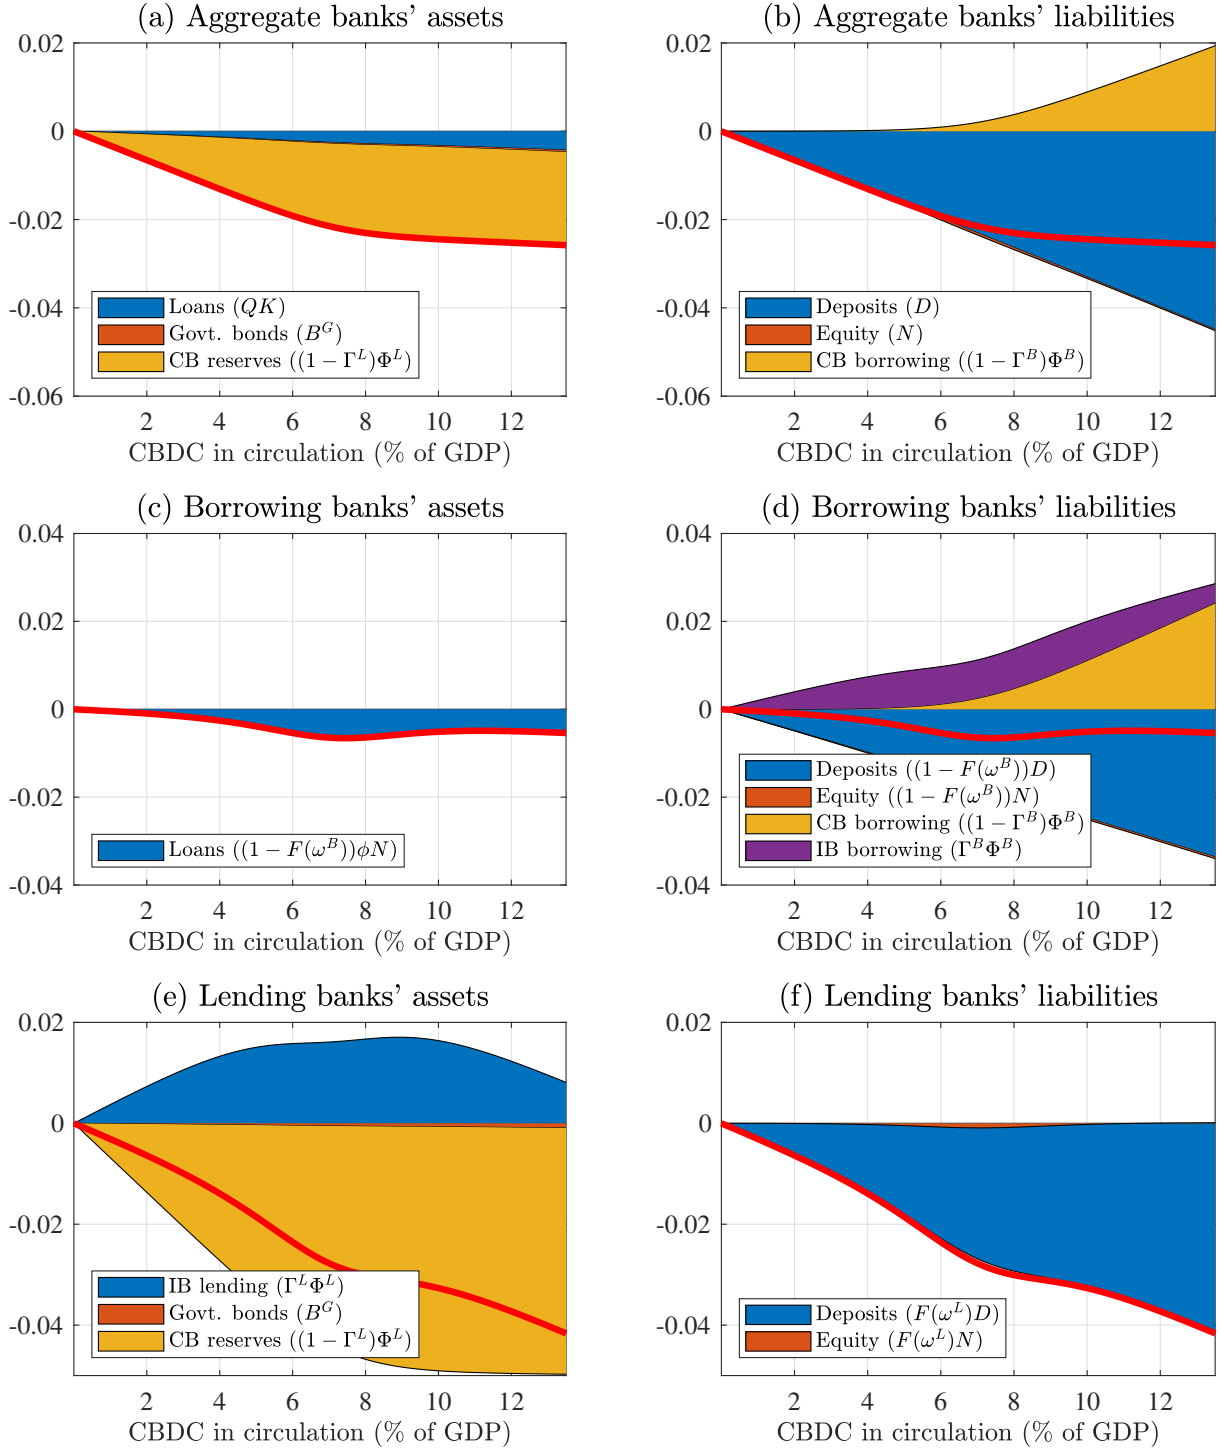 (a) Aggregate banks' assets
0.02
0
-0.02
-0.04
-0.06
Loans (QK)
Govt. bonds (B^G)
CB reserves ((1 − Γ^L)Φ^L)
2 4 6 8 10 12
CBDC in circulation (% of GDP)
(b) Aggregate banks' liabilities
0.02
0
-0.02
-0.04
-0.06
Deposits (D)
Equity (N)
CB borrowing ((1 − Γ^B)Φ^B)
2 4 6 8 10 12
CBDC in circulation (% of GDP)
(c) Borrowing banks' assets
0.04
0.02
0
-0.02
-0.04
Loans ((1 − F(ω^B))ϕN)
2 4 6 8 10 12
CBDC in circulation (% of GDP)
(d) Borrowing banks' liabilities
0.04
0.02
0
-0.02
-0.04
Deposits ((1 − F(ω^B))D)
Equity ((1 − F(ω^B))N)
CB borrowing ((1 − Γ^B)Φ^B)
IB borrowing (Γ^BΦ^B)
2 4 6 8 10 12
CBDC in circulation (% of GDP)
(e) Lending banks' assets
0.02
0
-0.02
-0.04
IB lending (Γ^LΦ^L)
Govt. bonds (B^G)
CB reserves ((1 − Γ^L)Φ^L)
2 4 6 8 10 12
CBDC in circulation (% of GDP)
(f) Lending banks' liabilities
0.02
0
-0.02
-0.04
Deposits (F(ω^L)D)
Equity (F(ω^L)N)
2 4 6 8 10 12
CBDC in circulation (% of GDP)